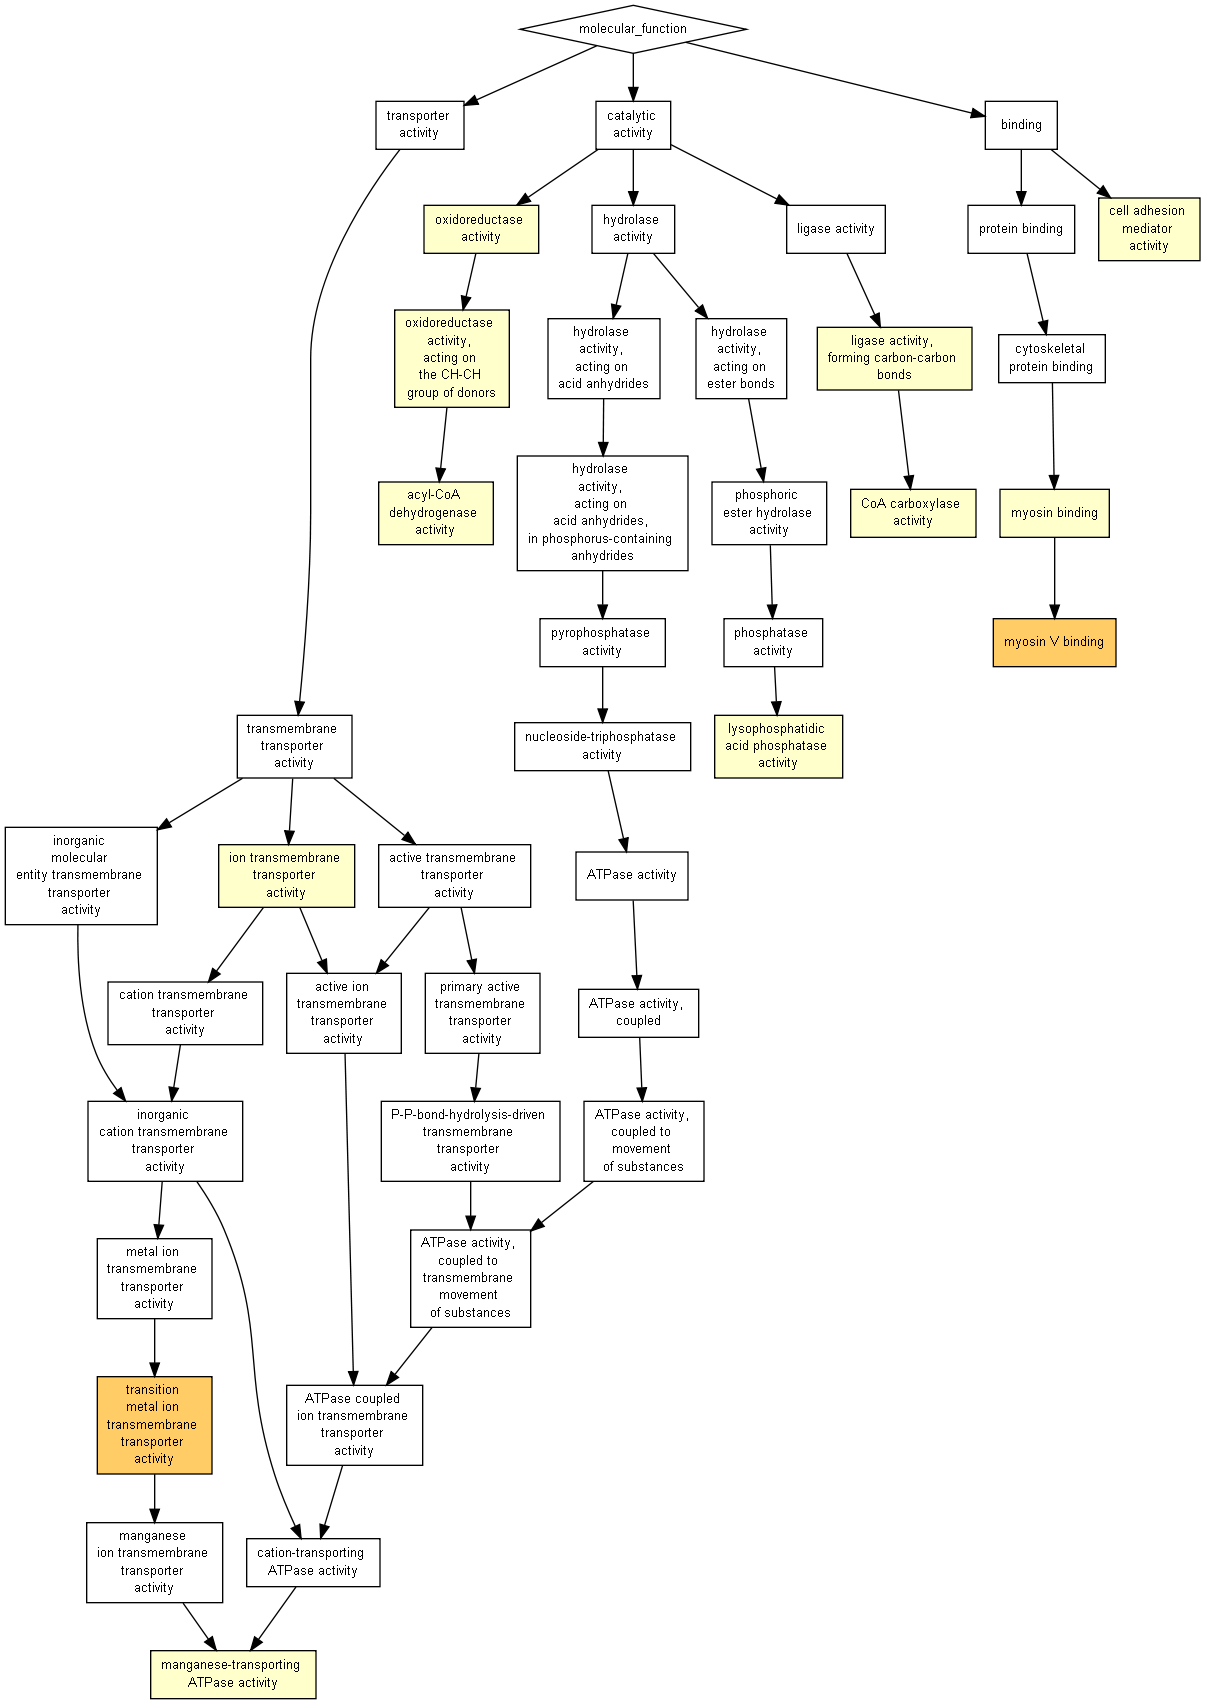 molecular_function
transporter
activity
catalytic
activity
binding
oxidoreductase
activity
hydrolase
activity
ligase activity
protein binding
cell adhesion
mediator
activity
oxidoreductase
activity,
acting on
the CH-CH
group of donors
hydrolase
activity,
acting on
acid anhydrides
hydrolase
activity,
acting on
ester bonds
ligase activity,
forming carbon-carbon
bonds
cytoskeletal
protein binding
acyl-CoA
dehydrogenase
activity
hydrolase
activity,
acting on
acid anhydrides,
in phosphorus-containing
anhydrides
phosphoric
ester hydrolase
activity
CoA carboxylase
activity
myosin binding
pyrophosphatase
activity
phosphatase
activity
myosin V binding
transmembrane
transporter
activity
nucleoside-triphosphatase
activity
lysophosphatidic
acid phosphatase
activity
inorganic
molecular
entity transmembrane
transporter
activity
ion transmembrane
transporter
activity
active transmembrane
transporter
activity
ATPase activity
cation transmembrane
transporter
activity
active ion
transmembrane
transporter
activity
primary active
transmembrane
transporter
activity
ATPase activity,
coupled
inorganic
cation transmembrane
transporter
activity
P-P-bond-hydrolysis-driven
transmembrane
transporter
activity
ATPase activity,
coupled to
movement
of substances
metal ion
transmembrane
transporter
activity
ATPase activity,
coupled to
transmembrane
movement
of substances
transition
metal ion
transmembrane
transporter
activity
ATPase coupled
ion transmembrane
transporter
activity
manganese
ion transmembrane
transporter
activity
cation-transporting
ATPase activity
manganese-transporting
ATPase activity